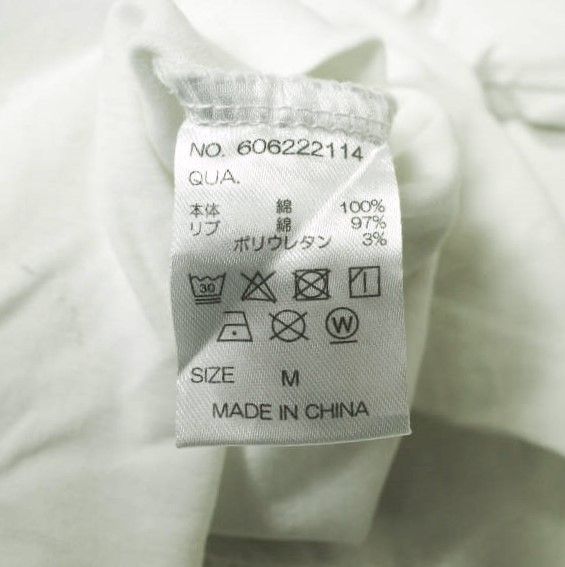 NO. 606222114
QUA.
本体 綿 100%
リブ 綿 97%
ポリウレタン 3%
30
W
SIZE M
MADE IN CHINA